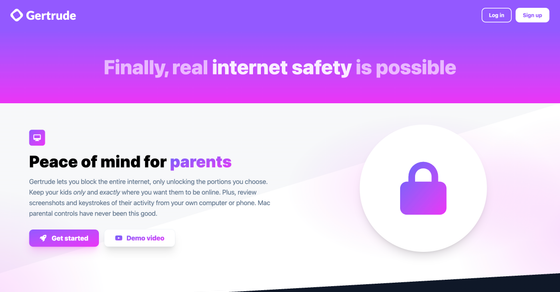 Gertrude
Log in
Sign up
Finally, real internet safety is possible
Peace of mind for parents
Gertrude lets you block the entire internet, only unlocking the portions you choose.
Keep your kids only and exactly where you want them to be online. Plus, review
screenshots and keystrokes of their activity from your own computer or phone. Mac
parental controls have never been this good.
Get started
Demo video